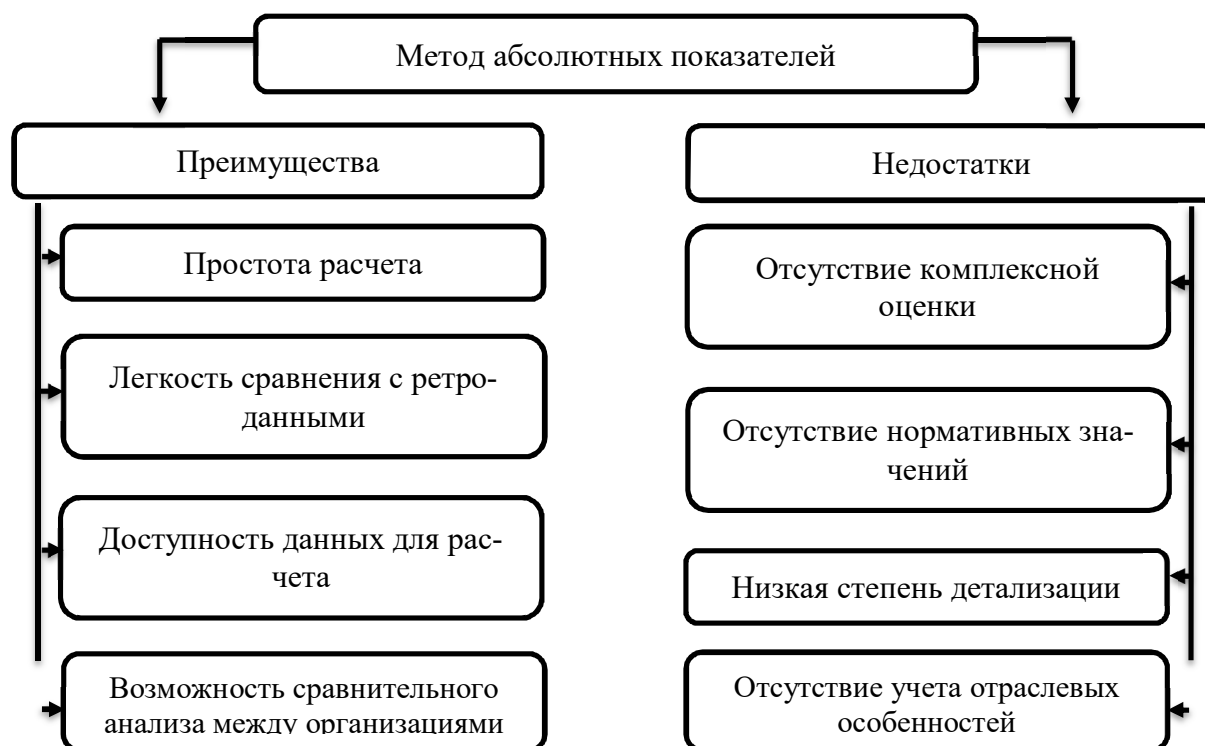 Метод абсолютных показателей
Преимущества
Простота расчета
Легкость сравнения с ретро-
данными
Доступность данных для рас-
чета
Возможность сравнительного
анализа между организациями
Недостатки
Отсутствие комплексной
оценки
Отсутствие нормативных зна-
чений
Низкая степень детализации
Отсутствие учета отраслевых
особенностей